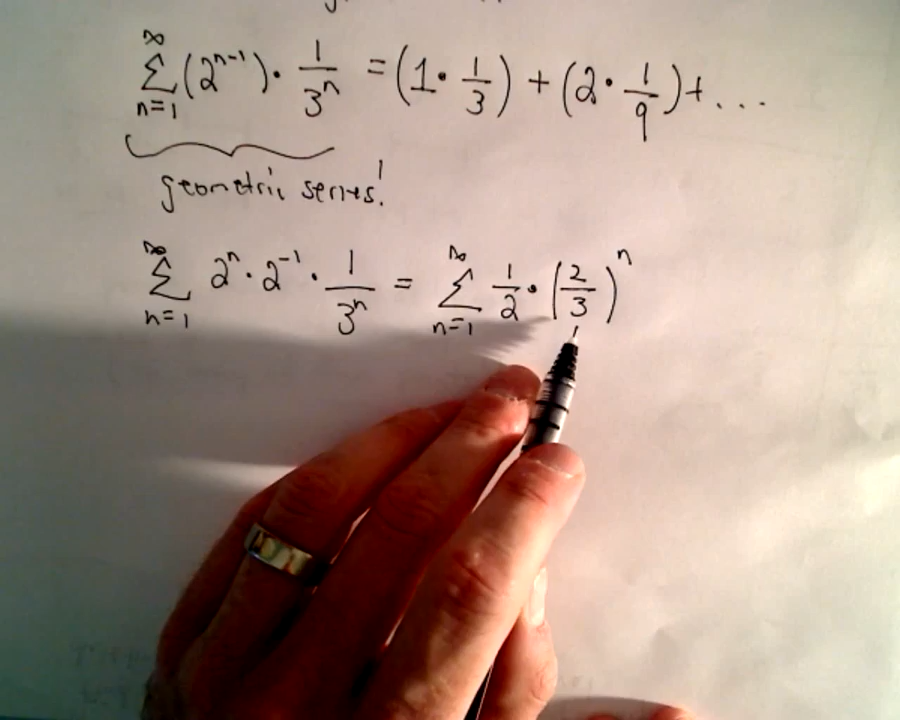 ∞∑n=1 (2^(n-1)) · 1/3^n = (1 · 1/3) + (2 · 1/9) + ...
geometric series!
∞∑n=1 2^n · 2^(-1) · 1/3^n = ∞∑n=1 1/2 · (2/3)^n